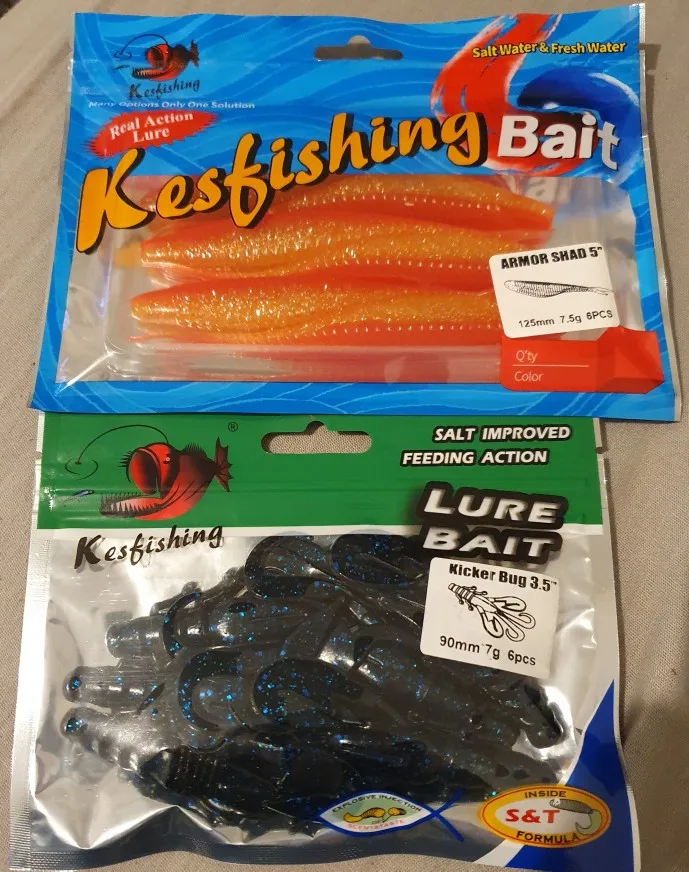 Salt Water & Fresh Water
Kesfishing
Many Options Only One Solution
Real Action
Lure
Kesfishing Bait
ARMOR SHAD 5"
125mm 7.5g 6PCS
Q'ty
Color
®
SALT IMPROVED
FEEDING ACTION
Kesfishing
LURE
BAIT
Kicker Bug 3.5"
90mm 7g 6pcs
EXPLOSIVE INJECTION
INSIDE
S&T
FORMULA